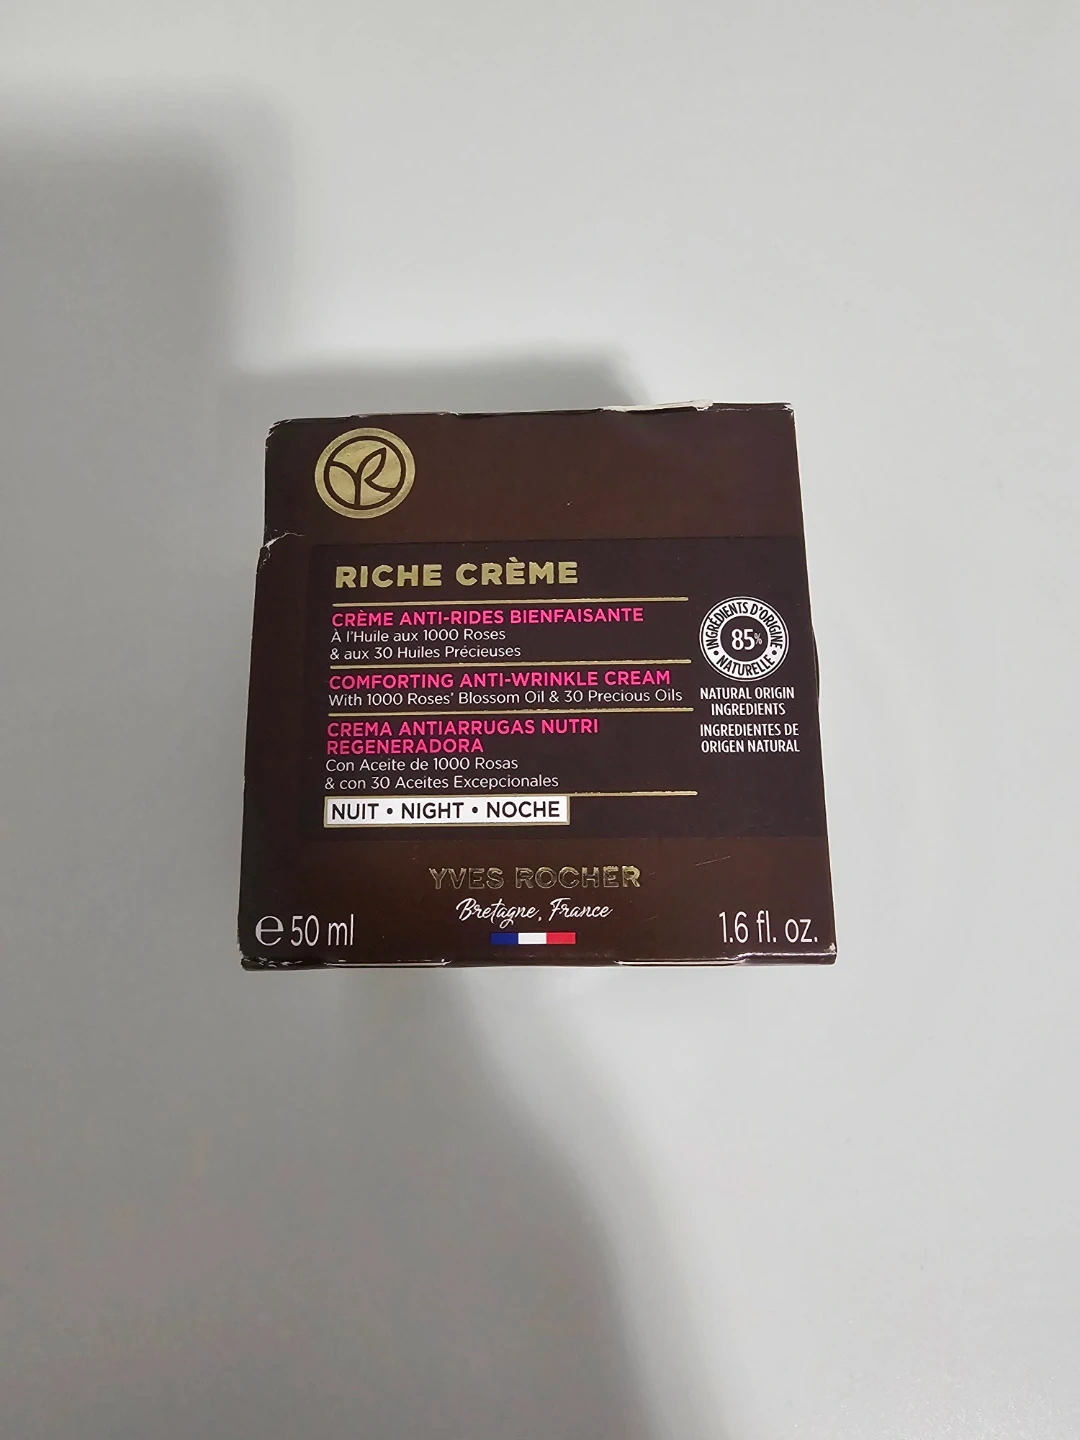 RICHE CRÈME
CRÈME ANTI-RIDES BIENFAISANTE
À l'Huile aux 1000 Roses
& aux 30 Huiles Précieuses
COMFORTING ANTI-WRINKLE CREAM
With 1000 Roses' Blossom Oil & 30 Precious Oils
CREMA ANTIARRUGAS NUTRI
REGENERADORA
Con Aceite de 1000 Rosas
& con 30 Aceites Excepcionales
NUIT • NIGHT • NOCHE
INGRÉDIENTS D'ORIGINE
85%
NATURELLE
NATURAL ORIGIN
INGREDIENTS
INGREDIENTES DE
ORIGEN NATURAL
YVES ROCHER
Bretagne, France
℮ 50 ml
1.6 fl. oz.